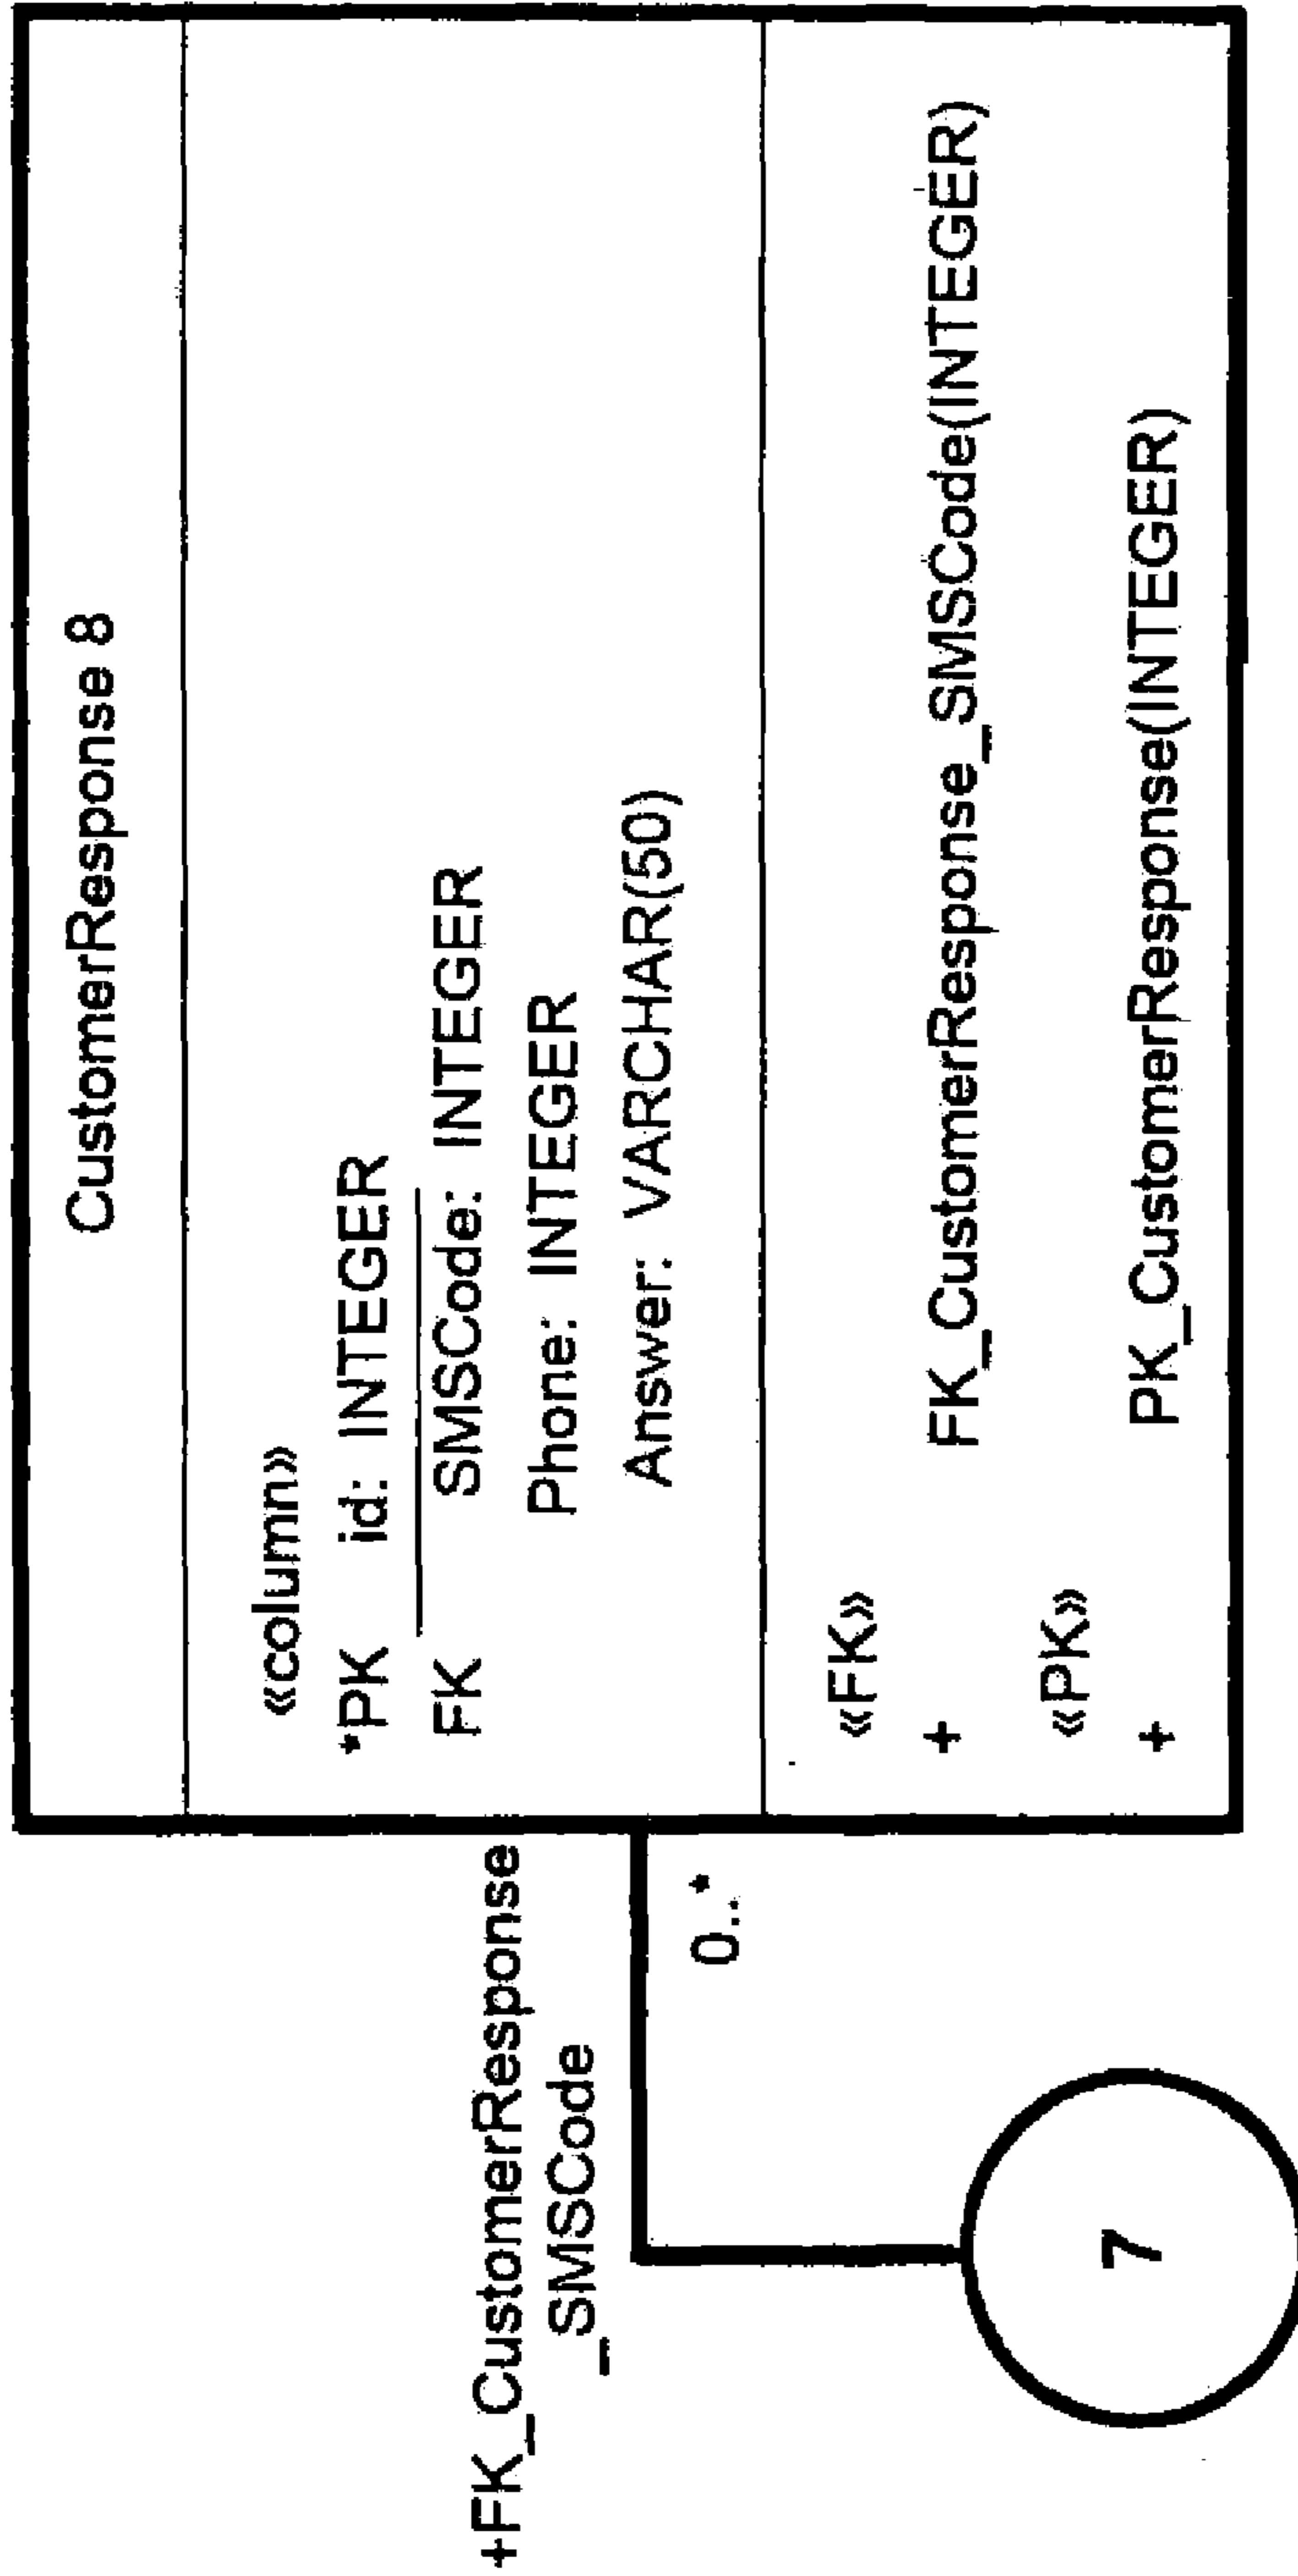 CustomerResponse 8
«column»
*PK id: INTEGER
FK SMSCode: INTEGER
Phone: INTEGER
Answer: VARCHAR(50)
«FK»
+ FK_CustomerResponse_SMSCode(INTEGER)
«PK»
+ PK_CustomerResponse(INTEGER)
+FK_CustomerResponse
_SMSCode
0..*
7